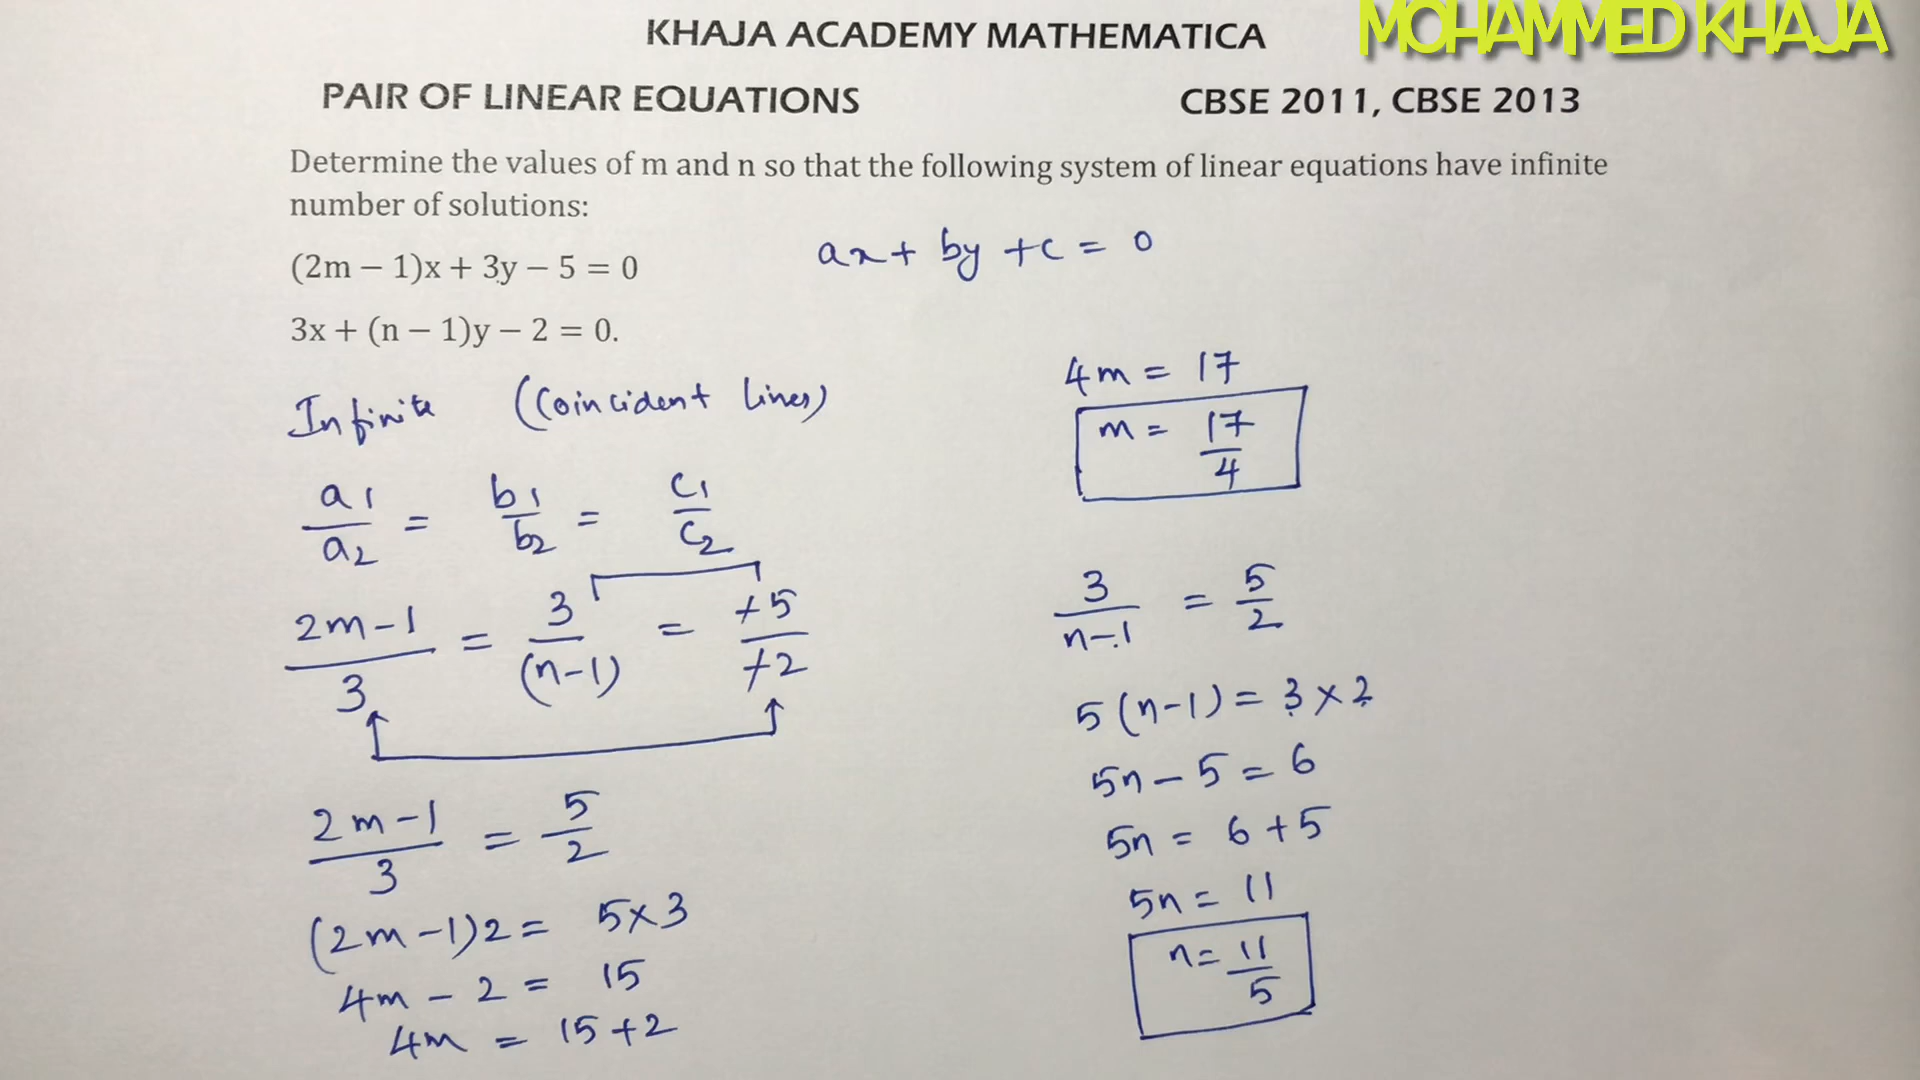 KHAJA ACADEMY MATHEMATICA
MOHAMMED KHAJA
PAIR OF LINEAR EQUATIONS
CBSE 2011, CBSE 2013
Determine the values of m and n so that the following system of linear equations have infinite
number of solutions:
(2m – 1)x + 3y – 5 = 0
ax + by + c = 0
3x + (n – 1)y – 2 = 0.
Infinite (Coincident lines)
a1/a2 = b1/b2 = c1/c2
2m-1/3 = 3/(n-1) = +5/+2
2m-1/3 = 5/2
(2m-1)2 = 5x3
4m - 2 = 15
4m = 15+2
4m = 17
m = 17/4
3/n-1 = 5/2
5(n-1) = 3 x 2
5n - 5 = 6
5n = 6+5
5n = 11
n = 11/5